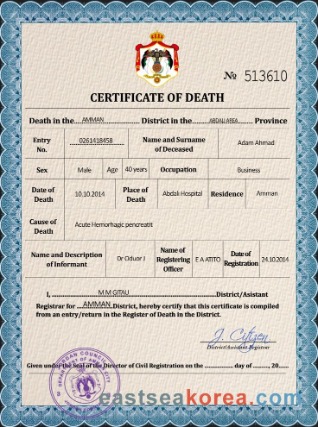 № 513610
CERTIFICATE OF DEATH
Death in the AMMAN District in the ABDALI AREA Province
Entry No. 0261418458 Name and Surname of Deceased Adam Ahmad
Sex Male Age 40 years Occupation Business
Date of Death 10.10.2014 Place of Death Abdali Hospital Residence Amman
Cause of Death Acute Hemorhagic pencreatit
Name and Description of Informant Dr Oduor J Name of Registering Officer E A ATITO Date of Registration 24.10.2014
I, M M GITAU District/Asistant
Registrar for AMMAN District, hereby certify that this certificate is compiled
from an entry/return in the Register of Death in the District.
J. Citizen
District/Assistant Registrar
Given under the Seal of the Director of Civil Registration on the day of , 20
eastseakorea.com